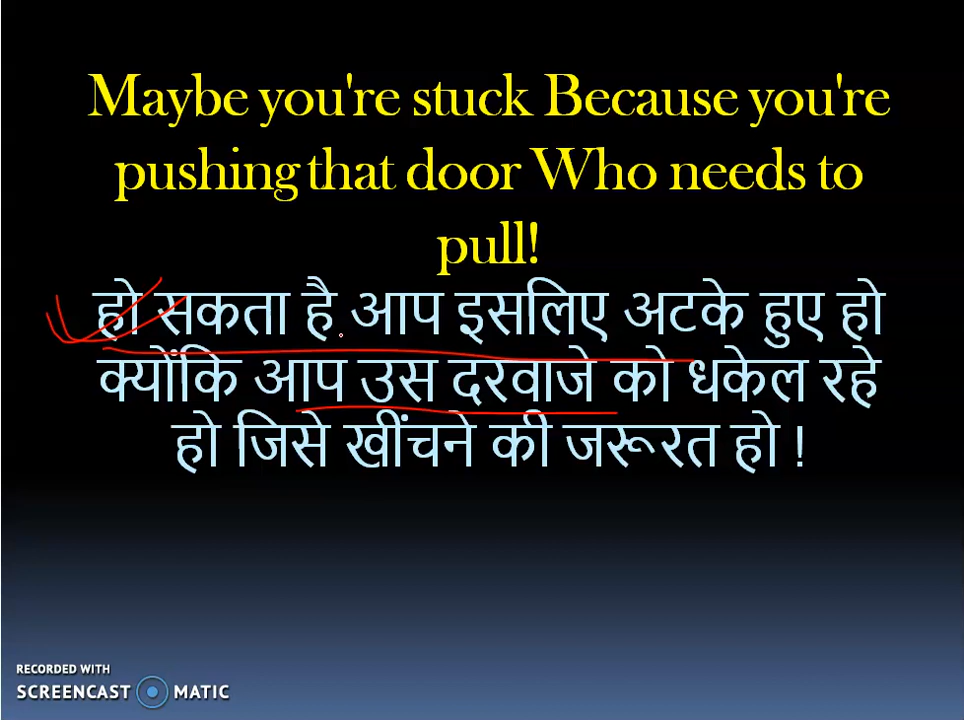 Maybe you're stuck Because you're
pushing that door Who needs to
pull!
हो सकता है आप इसलिए अटके हुए हो
क्योंकि आप उस दरवाजे को धकेल रहे
हो जिसे खींचने की जरूरत हो !
RECORDED WITH
SCREENCAST MATIC